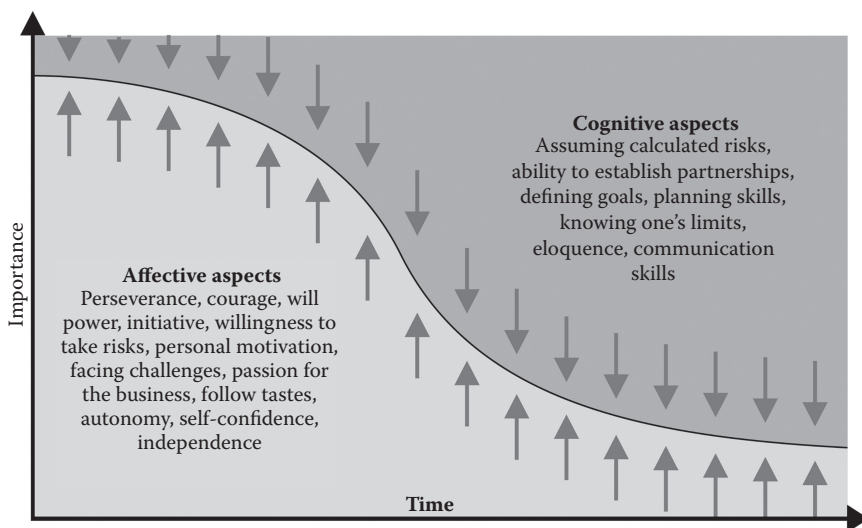 Importance
Cognitive aspects
Assuming calculated risks,
ability to establish partnerships,
defining goals, planning skills,
knowing one’s limits,
eloquence, communication
skills
Affective aspects
Perseverance, courage, will
power, initiative, willingness to
take risks, personal motivation,
facing challenges, passion for
the business, follow tastes,
autonomy, self-confidence,
independence
Time